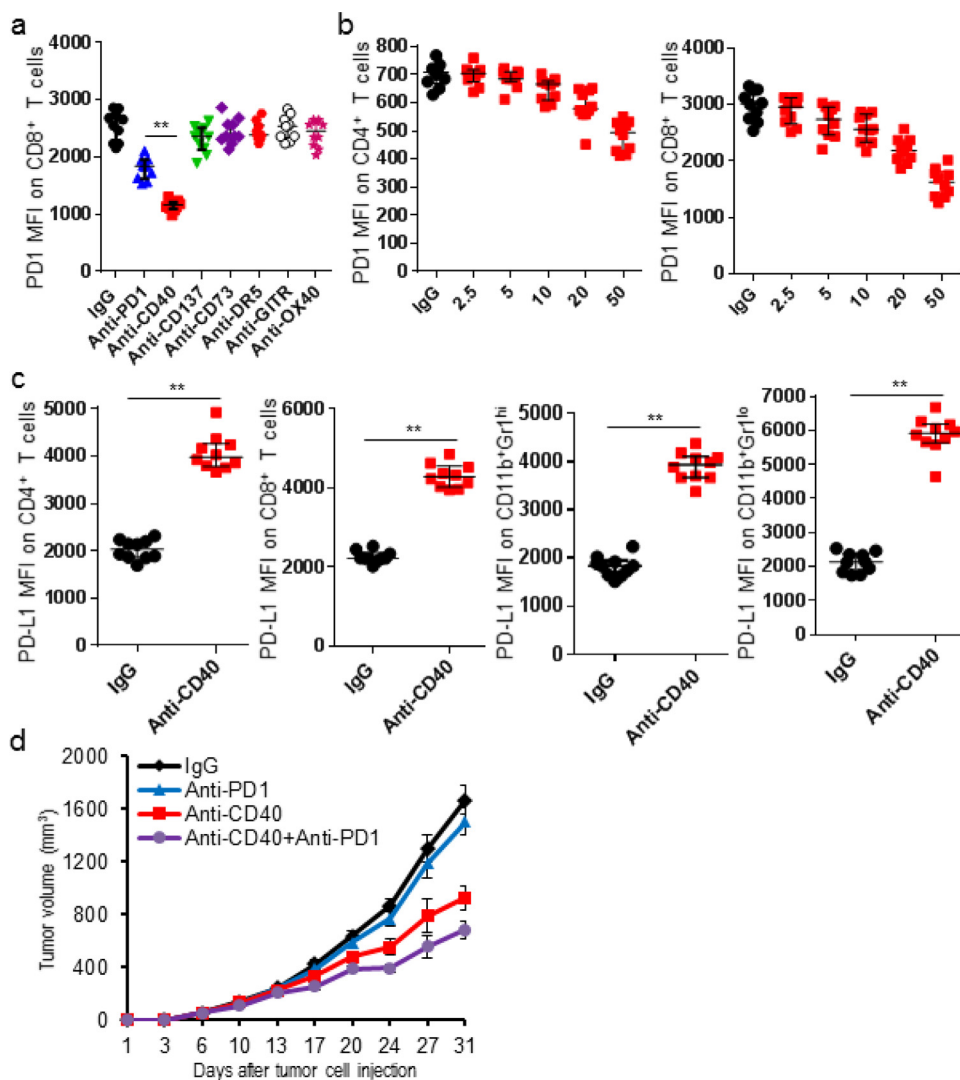 a
PD1 MFI on CD8+ T cells
4000
3000
2000
1000
0
**
IgG
Anti-PD1
Anti-CD40
Anti-CD137
Anti-CD73
Anti-DR5
Anti-GITR
Anti-OX40
b
PD1 MFI on CD4+ T cells
800
700
600
500
400
300
200
100
0
IgG
2.5
5
10
20
50
PD1 MFI on CD8+ T cells
4000
3000
2000
1000
0
IgG
2.5
5
10
20
50
c
PD-L1 MFI on CD4+ T cells
5000
4000
3000
2000
1000
0
**
IgG
Anti-CD40
PD-L1 MFI on CD8+ T cells
6000
4000
2000
0
**
IgG
Anti-CD40
PD-L1 MFI on CD11b+Gr1hi
5000
4000
3000
2000
1000
0
**
IgG
Anti-CD40
PD-L1 MFI on CD11b+Gr1lo
7000
6000
5000
4000
3000
2000
1000
0
**
IgG
Anti-CD40
d
Tumor volume (mm3)
2000
1600
1200
800
400
0
IgG
Anti-PD1
Anti-CD40
Anti-CD40+Anti-PD1
1 3 6 10 13 17 20 24 27 31
Days after tumor cell injection